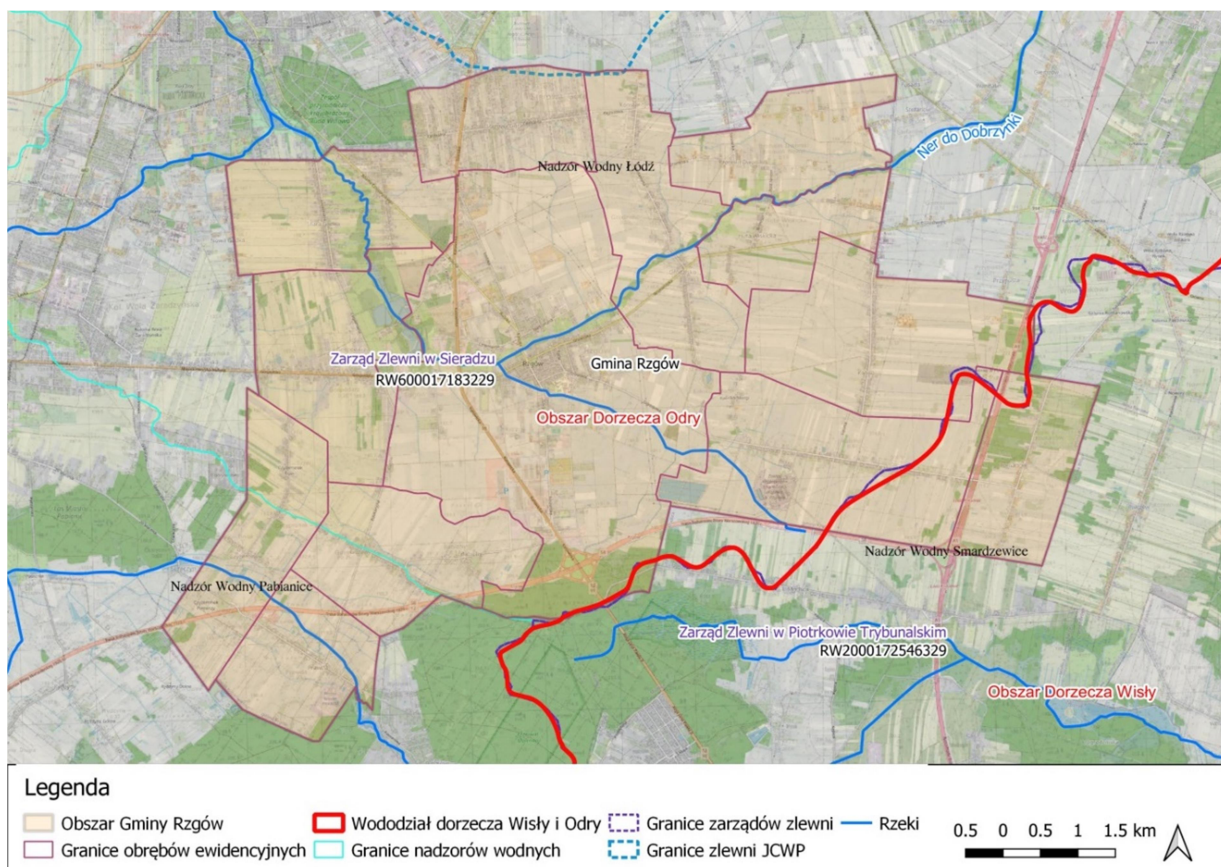 Nadzór Wodny Łódź
Ner do Dobrzynki
Zarząd Zlewni w Sieradzu
RW600017183229
Gmina Rzgów
Obszar Dorzecza Odry
Nadzór Wodny Smardzewice
Nadzór Wodny Pabianice
Zarząd Zlewni w Piotrkowie Trybunalskim
RW2000172546329
Obszar Dorzecza Wisły
Legenda
Obszar Gminy Rzgów
Wododział dorzecza Wisły i Odry
Granice zarządów zlewni
Rzeki
Granice obrębów ewidencyjnych
Granice nadzorów wodnych
Granice zlewni JCWP
0.5 0 0.5 1 1.5 km